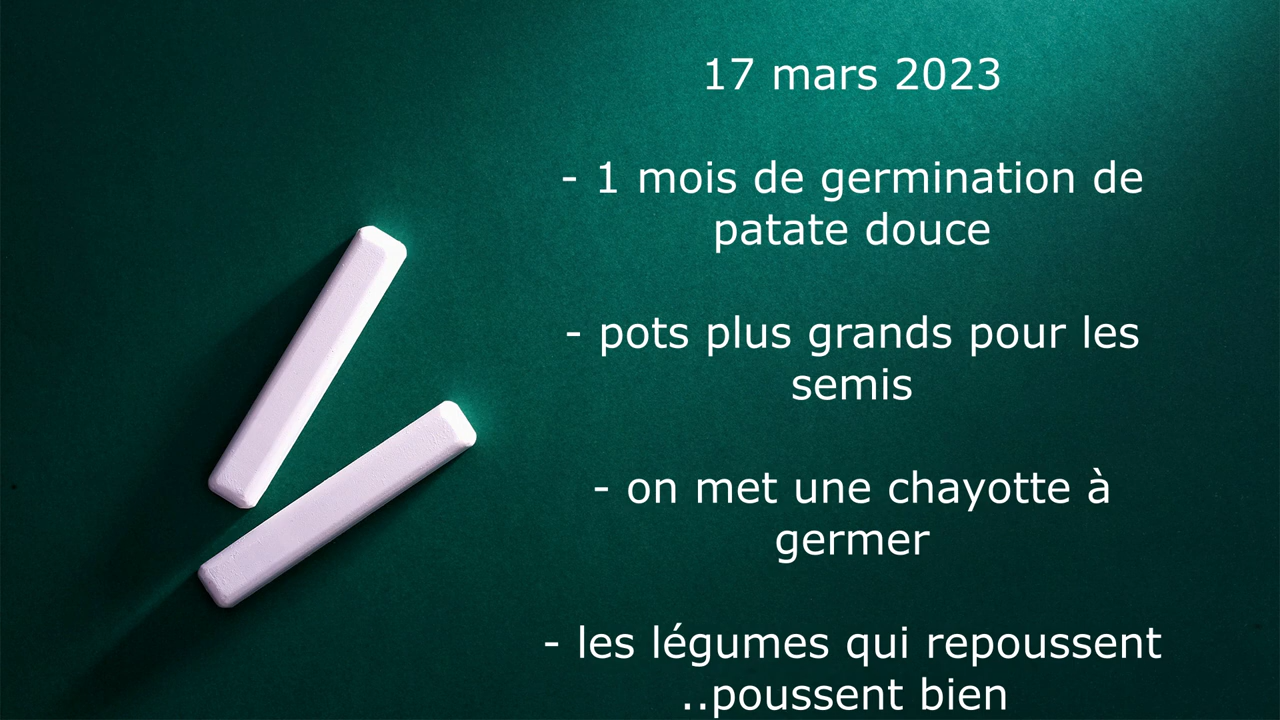 17 mars 2023
- 1 mois de germination de
patate douce
- pots plus grands pour les
semis
- on met une chayotte à
germer
- les légumes qui repoussent
..poussent bien